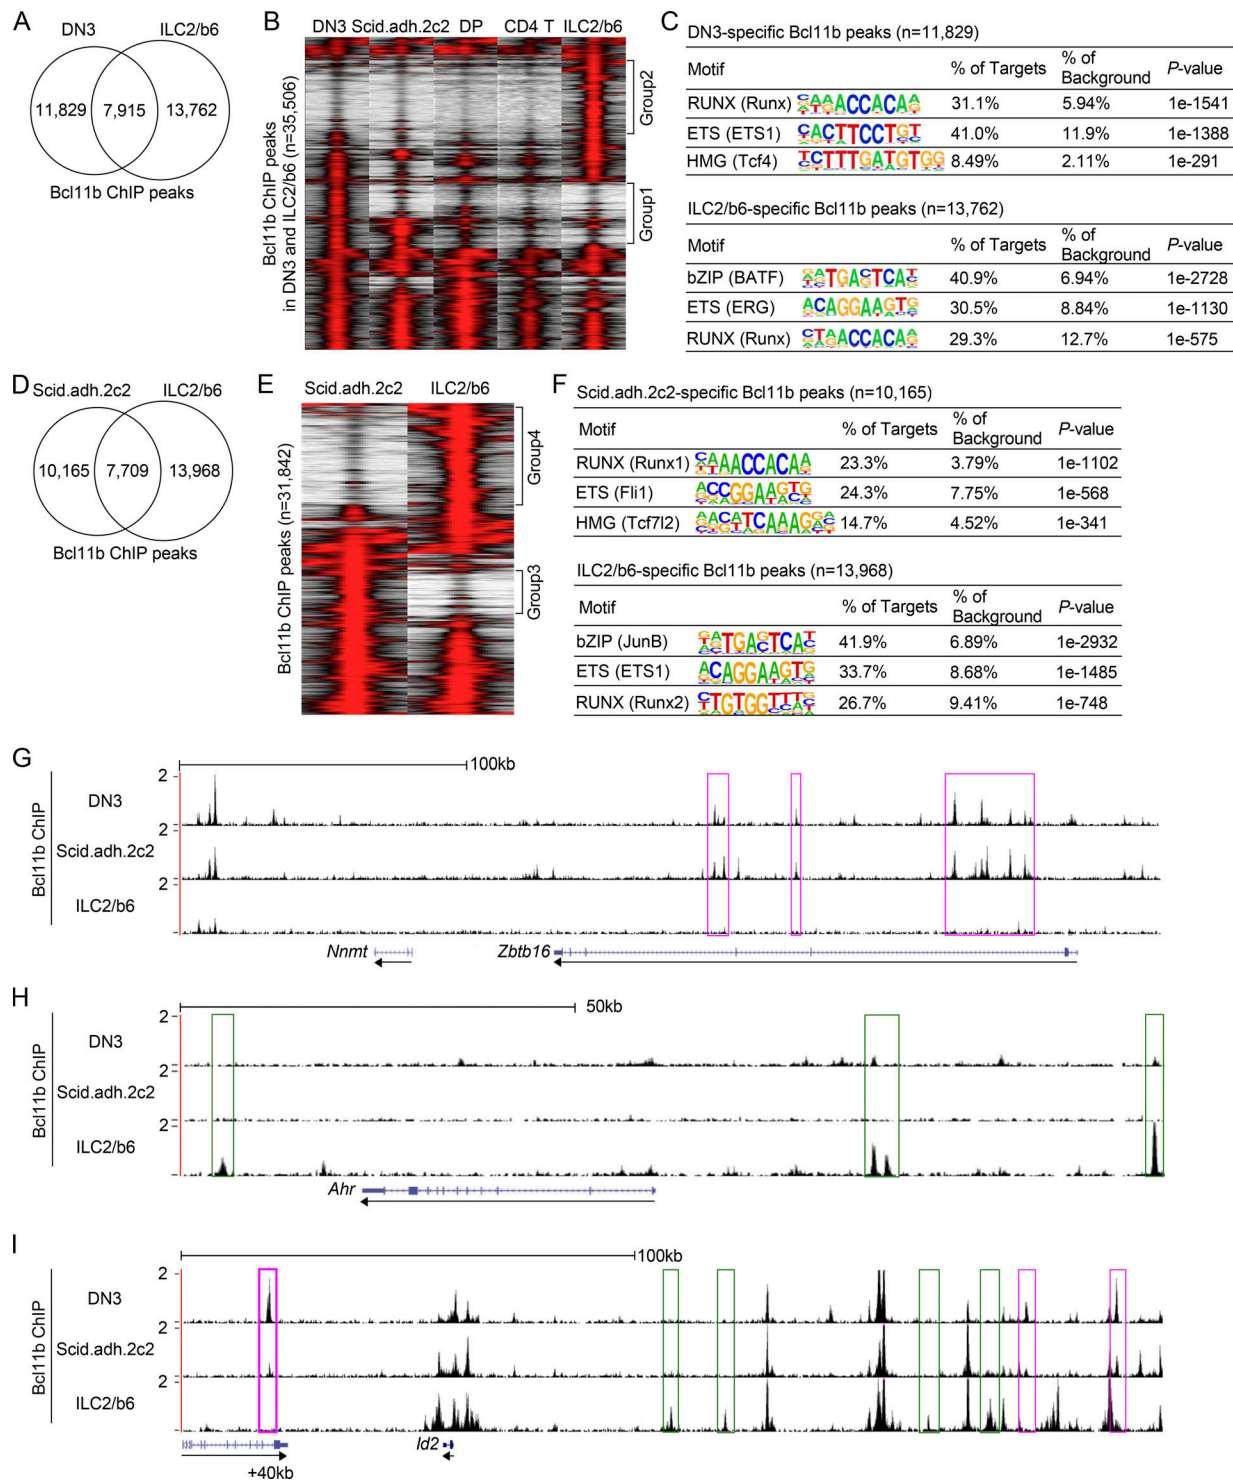 A
DN3
ILC2/b6
11,829
7,915
13,762
Bcl11b ChIP peaks
B
DN3 Scid.adh.2c2 DP CD4 T ILC2/b6
Bcl11b ChIP peaks
in DN3 and ILC2/b6 (n=35,506)
Group2
Group1
C
DN3-specific Bcl11b peaks (n=11,829)
Motif % of Targets % of Background P-value
RUNX (Runx) ACCACA 31.1% 5.94% 1e-1541
ETS (ETS1) ACTTCCTGT 41.0% 11.9% 1e-1388
HMG (Tcf4) CTTTGATGTGG 8.49% 2.11% 1e-291
ILC2/b6-specific Bcl11b peaks (n=13,762)
Motif % of Targets % of Background P-value
bZIP (BATF) TGACTCA 40.9% 6.94% 1e-2728
ETS (ERG) ACAGGAAGTG 30.5% 8.84% 1e-1130
RUNX (Runx) ACCACA 29.3% 12.7% 1e-575
D
Scid.adh.2c2
ILC2/b6
10,165
7,709
13,968
Bcl11b ChIP peaks
E
Scid.adh.2c2 ILC2/b6
Bcl11b ChIP peaks (n=31,842)
Group4
Group3
F
Scid.adh.2c2-specific Bcl11b peaks (n=10,165)
Motif % of Targets % of Background P-value
RUNX (Runx1) AACCACA 23.3% 3.79% 1e-1102
ETS (Fli1) CCGGAAGT 24.3% 7.75% 1e-568
HMG (Tcf7l2) TCAAAG 14.7% 4.52% 1e-341
ILC2/b6-specific Bcl11b peaks (n=13,968)
Motif % of Targets % of Background P-value
bZIP (JunB) TGACTCA 41.9% 6.89% 1e-2932
ETS (ETS1) ACAGGAAGTG 33.7% 8.68% 1e-1485
RUNX (Runx2) TGTGGTTT 26.7% 9.41% 1e-748
G
100kb
Bcl11b ChIP
2
DN3
2
Scid.adh.2c2
2
ILC2/b6
Nnmt
Zbtb16
H
50kb
Bcl11b ChIP
2
DN3
2
Scid.adh.2c2
2
ILC2/b6
Ahr
I
100kb
Bcl11b ChIP
2
DN3
2
Scid.adh.2c2
2
ILC2/b6
Id2
+40kb